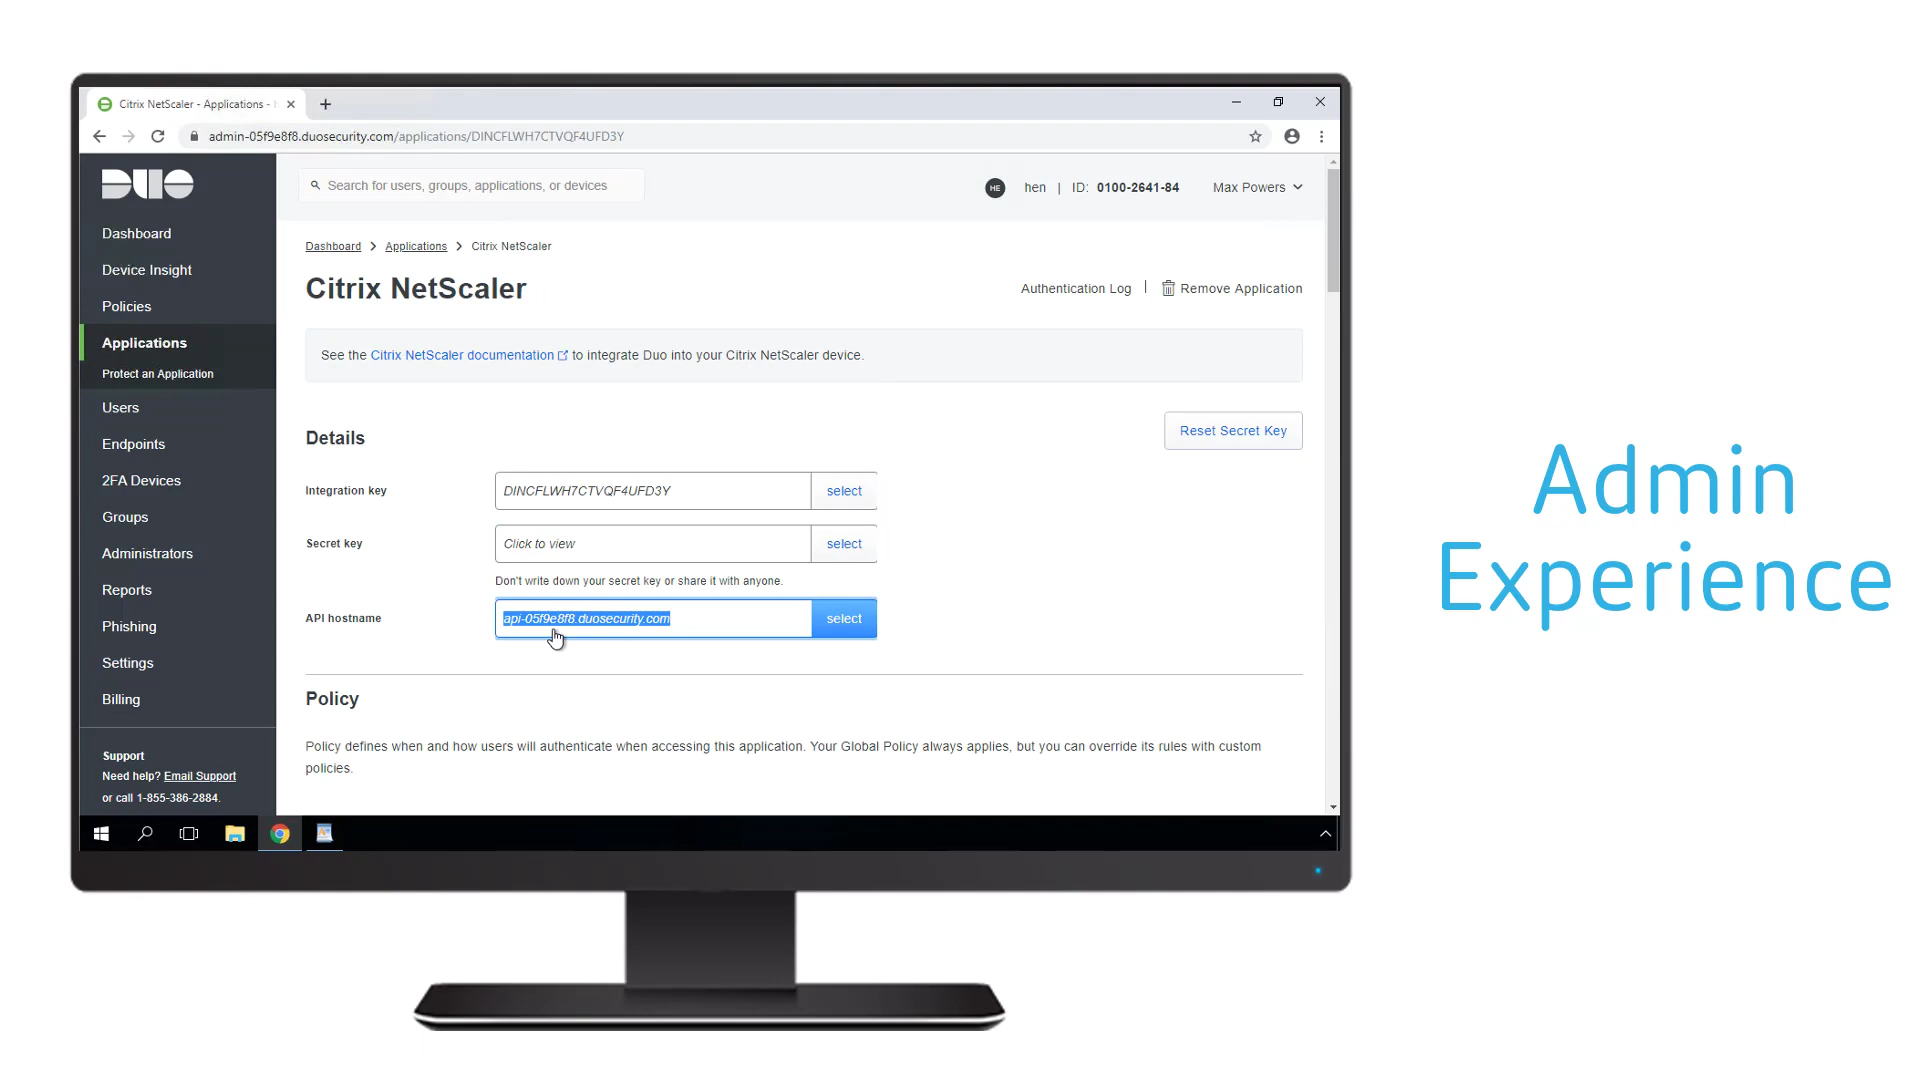 Citrix NetScaler - Applications -
admin-05f9e8f8.duosecurity.com/applications/DINCFLWH7CTVQF4UFD3Y
DUO
Search for users, groups, applications, or devices
HE
hen | ID: 0100-2641-84
Max Powers
Dashboard
Device Insight
Policies
Applications
Protect an Application
Users
Endpoints
2FA Devices
Groups
Administrators
Reports
Phishing
Settings
Billing
Support
Need help? Email Support
or call 1-855-386-2884.
Dashboard > Applications > Citrix NetScaler
Citrix NetScaler
Authentication Log | Remove Application
See the Citrix NetScaler documentation to integrate Duo into your Citrix NetScaler device.
Details
Reset Secret Key
Integration key
DINCFLWH7CTVQF4UFD3Y
select
Secret key
Click to view
select
Don't write down your secret key or share it with anyone.
API hostname
api-05f9e8f8.duosecurity.com
select
Policy
Policy defines when and how users will authenticate when accessing this application. Your Global Policy always applies, but you can override its rules with custom
policies.
Admin
Experience